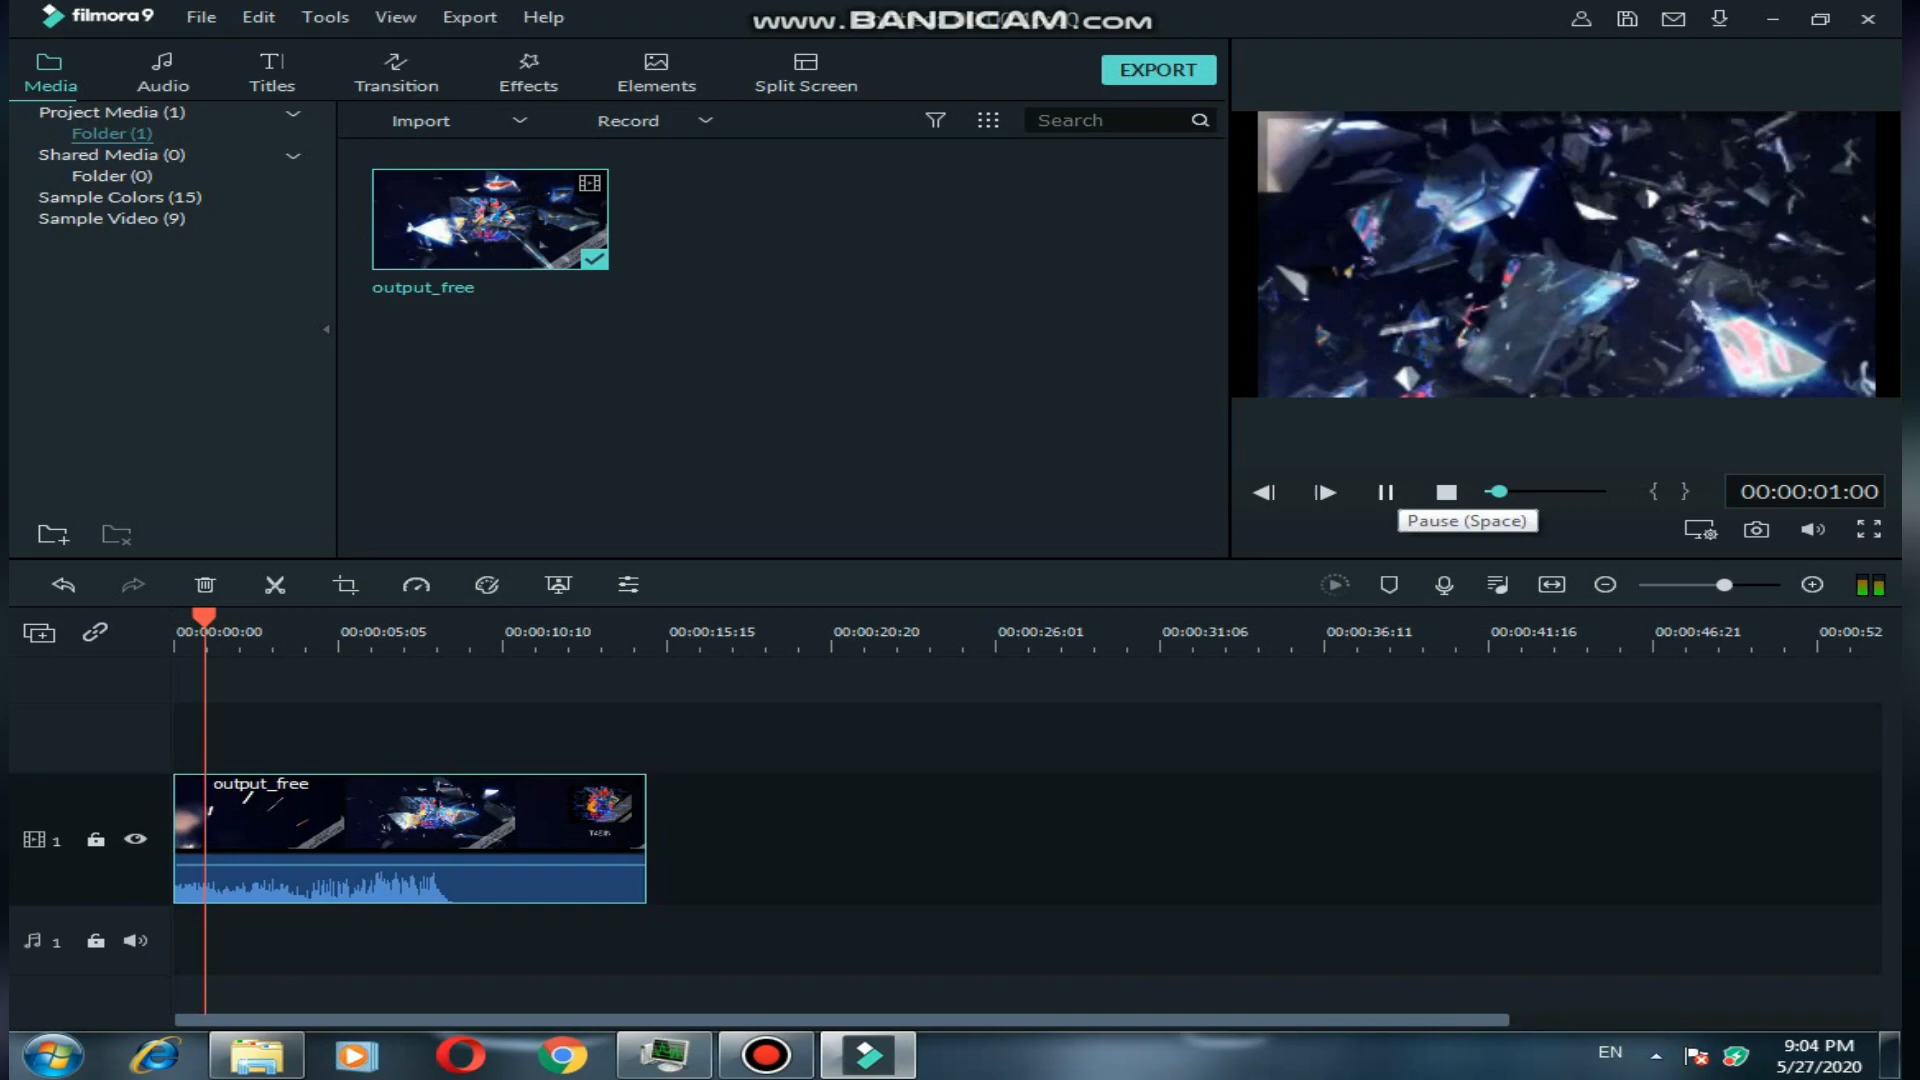 filmora9 File Edit Tools View Export Help
www.BANDICAM.com
Media Audio Titles Transition Effects Elements Split Screen
EXPORT
Project Media (1)
Folder (1)
Shared Media (0)
Folder (0)
Sample Colors (15)
Sample Video (9)
Import Record Search
output_free
00:00:01:00
Pause (Space)
00:00:00:00 00:00:05:05 00:00:10:10 00:00:15:15 00:00:20:20 00:00:26:01 00:00:31:06 00:00:36:11 00:00:41:16 00:00:46:21 00:00:52
output_free
1
1
EN
9:04 PM
5/27/2020